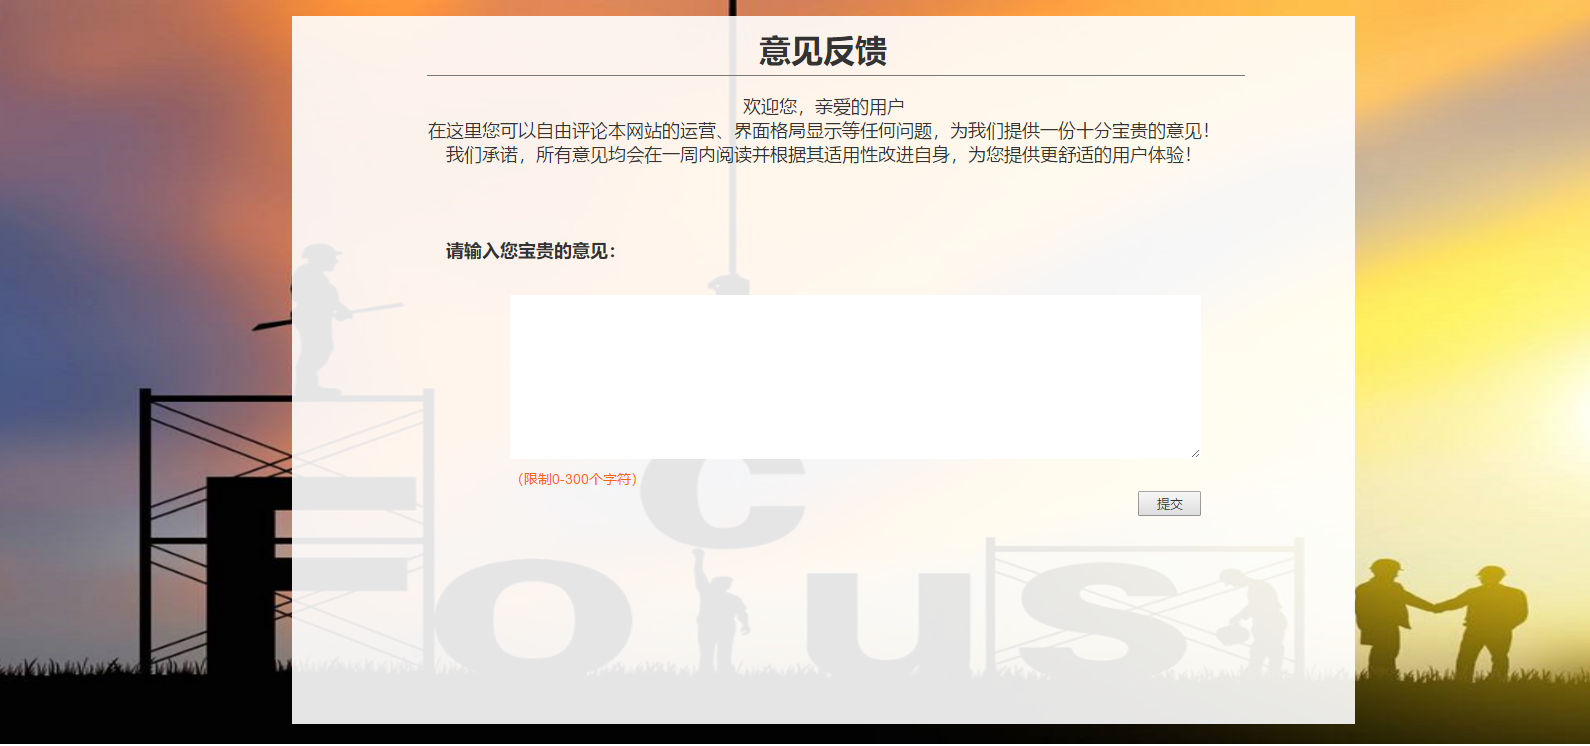 意见反馈
欢迎您，亲爱的用户
在这里您可以自由评论本网站的运营、界面格局显示等任何问题，为我们提供一份十分宝贵的意见！
我们承诺，所有意见均会在一周内阅读并根据其适用性改进自身，为您提供更舒适的用户体验！
请输入您宝贵的意见：
（限制0-300个字符）
提交
Focus